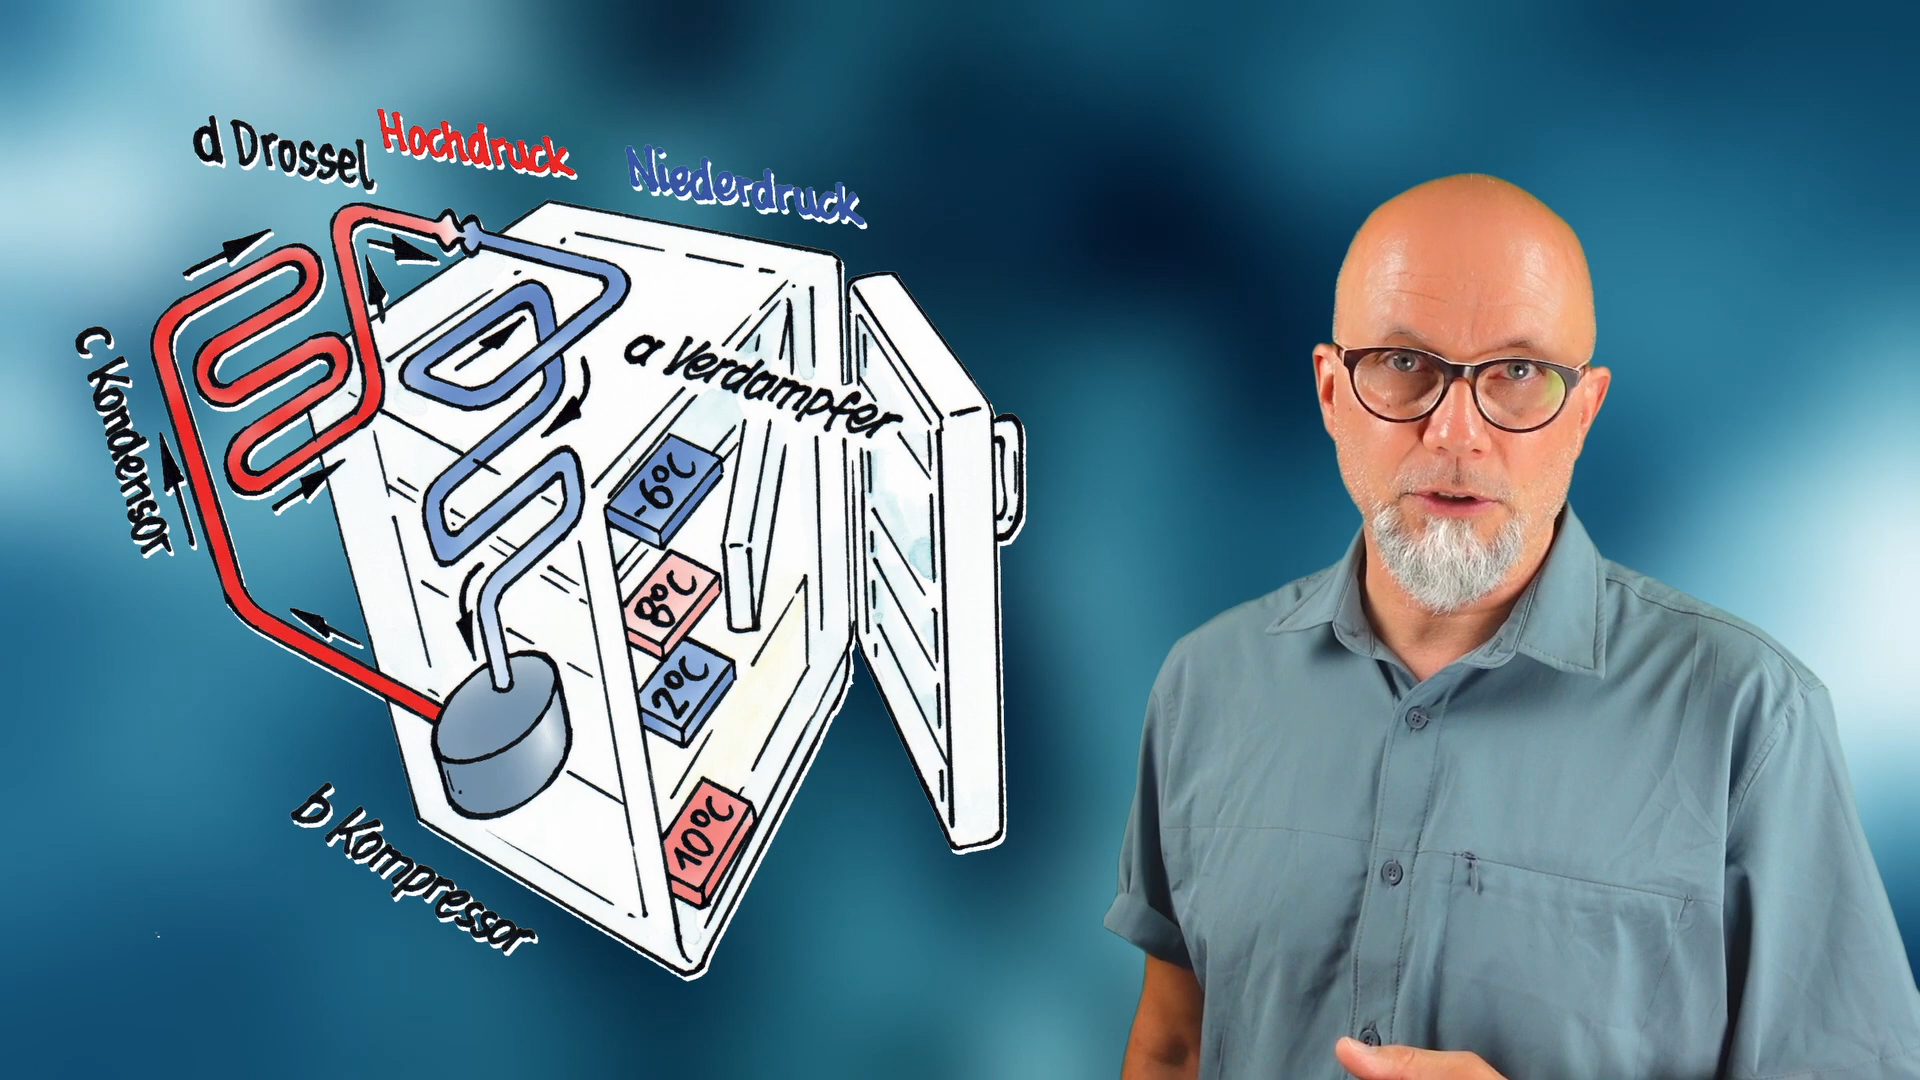 d Drossel
Hochdruck
Niederdruck
c Kondensor
a Verdampfer
-6°C
8°C
2°C
10°C
b Kompressor